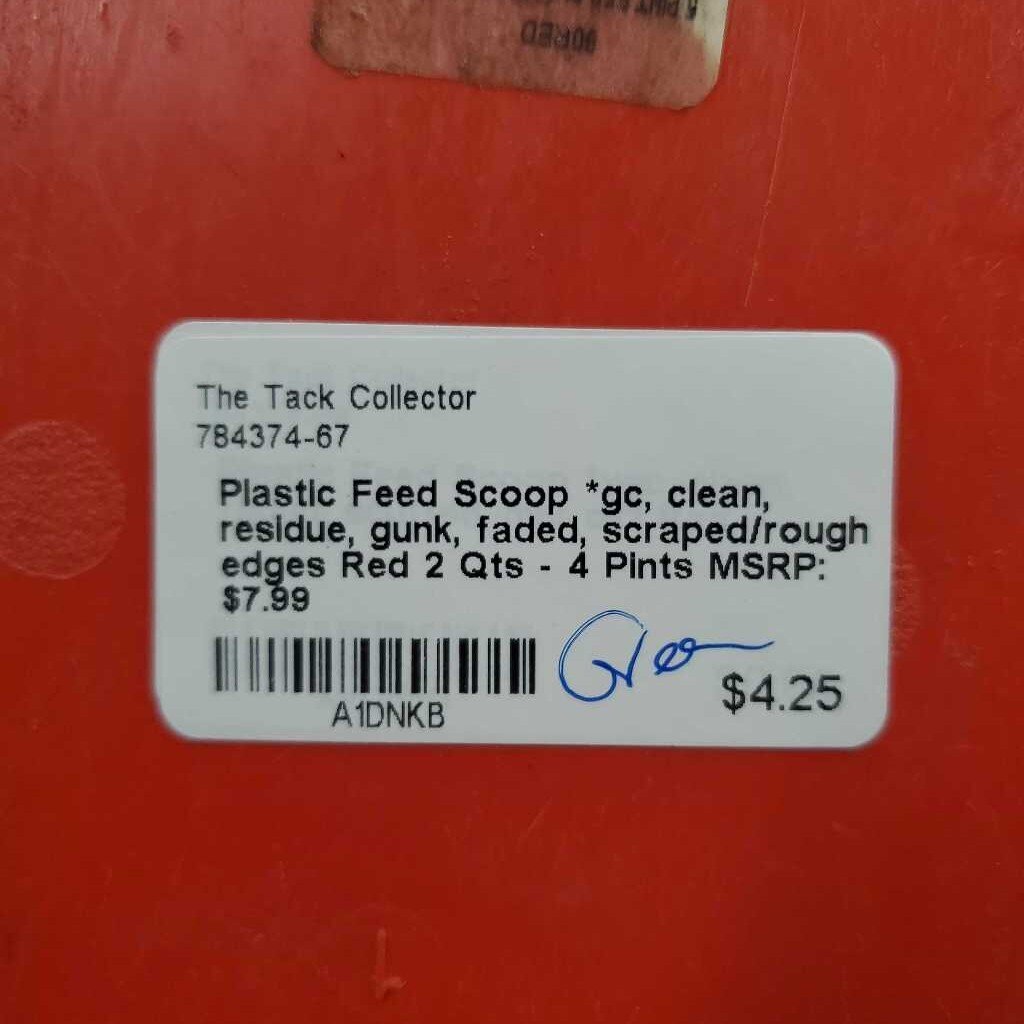 90RED
The Tack Collector
784374-67
Plastic Feed Scoop *gc, clean,
residue, gunk, faded, scraped/rough
edges Red 2 Qts - 4 Pints MSRP:
$7.99
$4.25
A1DNKB